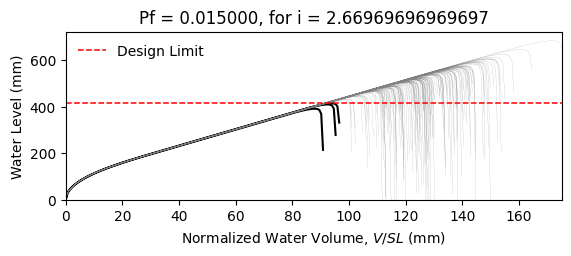 Pf = 0.015000, for i = 2.66969696969697
Design Limit
Water Level (mm)
600
400
200
0
0 20 40 60 80 100 120 140 160
Normalized Water Volume, V/SL (mm)